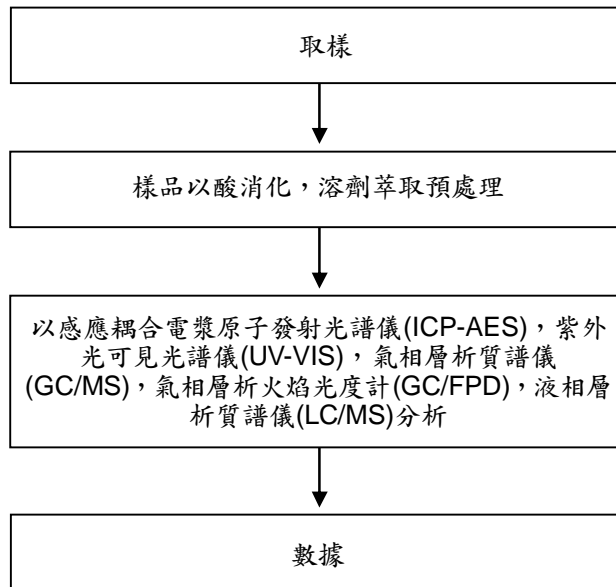 取樣
樣品以酸消化，溶劑萃取預處理
以感應耦合電漿原子發射光譜儀(ICP-AES)，紫外
光可見光譜儀(UV-VIS)，氣相層析質譜儀
(GC/MS)，氣相層析火焰光度計(GC/FPD)，液相層
析質譜儀(LC/MS)分析
數據